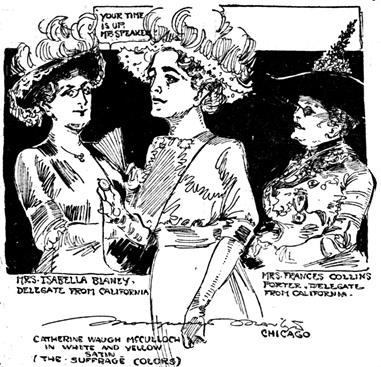 YOUR TIME
IS UP.
MR SPEAKER
MRS. ISABELLA BLANEY,
DELEGATE FROM CALIFORNIA
MRS. FRANCES COLLINS
PORTER, DELEGATE
FROM CALIFORNIA.
CHICAGO
CATHERINE WAUGH McCULLOCH
IN WHITE AND YELLOW
SATIN
(THE SUFFRAGE COLORS)